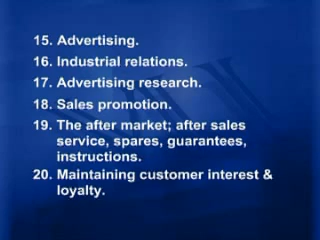 15. Advertising.
16. Industrial relations.
17. Advertising research.
18. Sales promotion.
19. The after market; after sales
service, spares, guarantees,
instructions.
20. Maintaining customer interest &
loyalty.